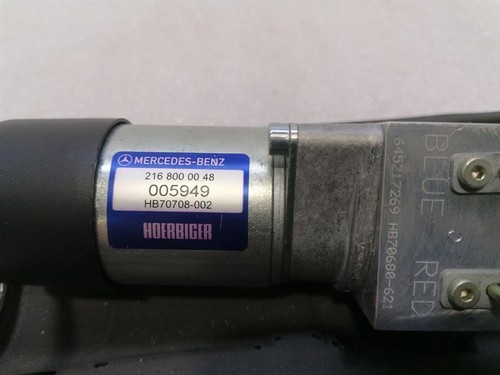 MERCEDES-BENZ
216 800 00 48
005949
HB70708-002
HOERBIGER
BLUE RED
HB70680-621